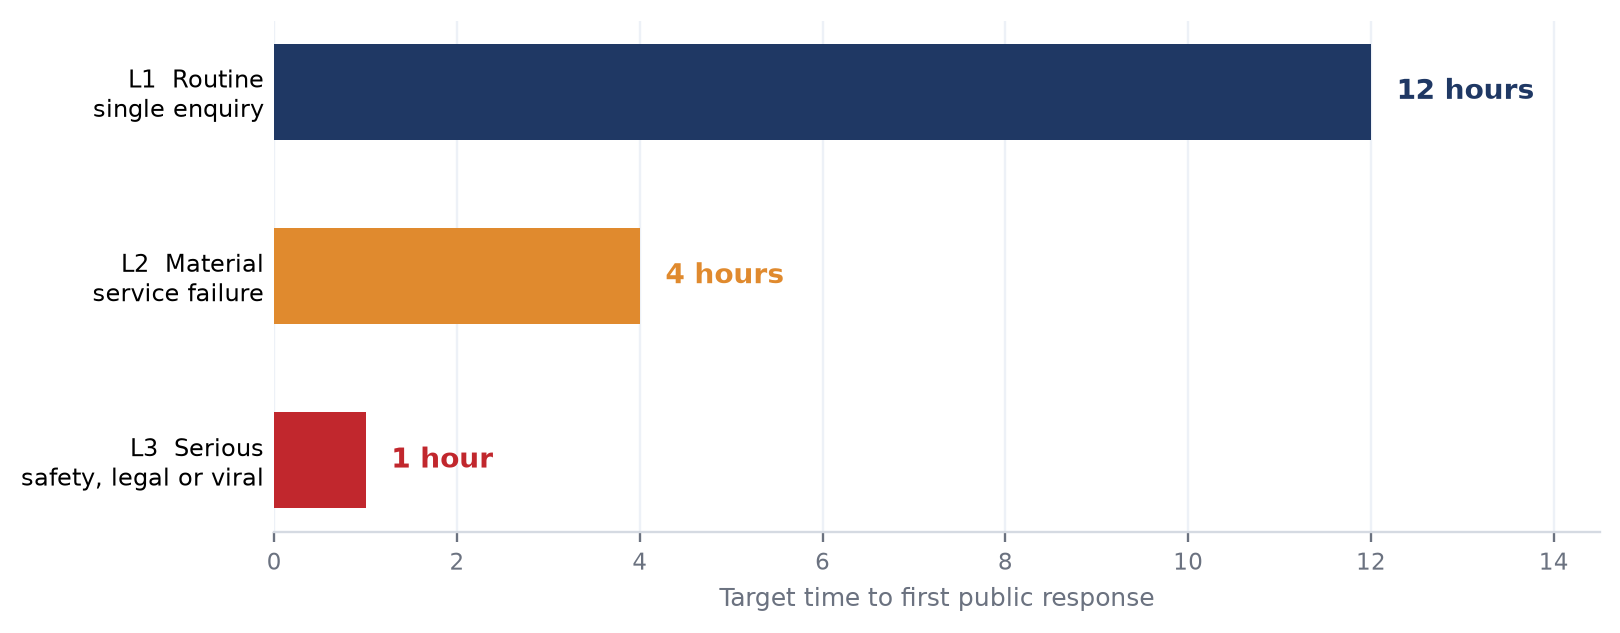 L1  Routine
single enquiry
12 hours
L2  Material
service failure
4 hours
L3  Serious
safety, legal or viral
1 hour
0 2 4 6 8 10 12 14
Target time to first public response